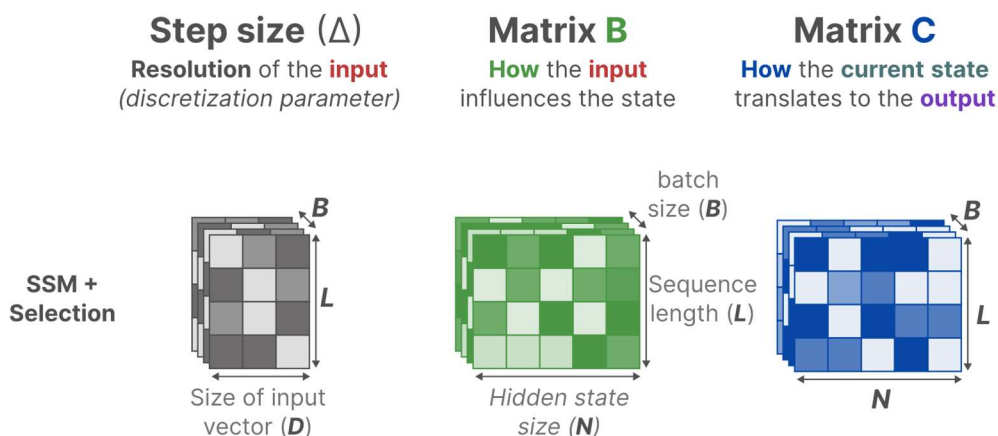 Step size (Δ)
Resolution of the input
(discretization parameter)
Matrix B
How the input
influences the state
Matrix C
How the current state
translates to the output
SSM +
Selection
B
L
Size of input
vector (D)
batch
size (B)
Sequence
length (L)
Hidden state
size (N)
B
L
N